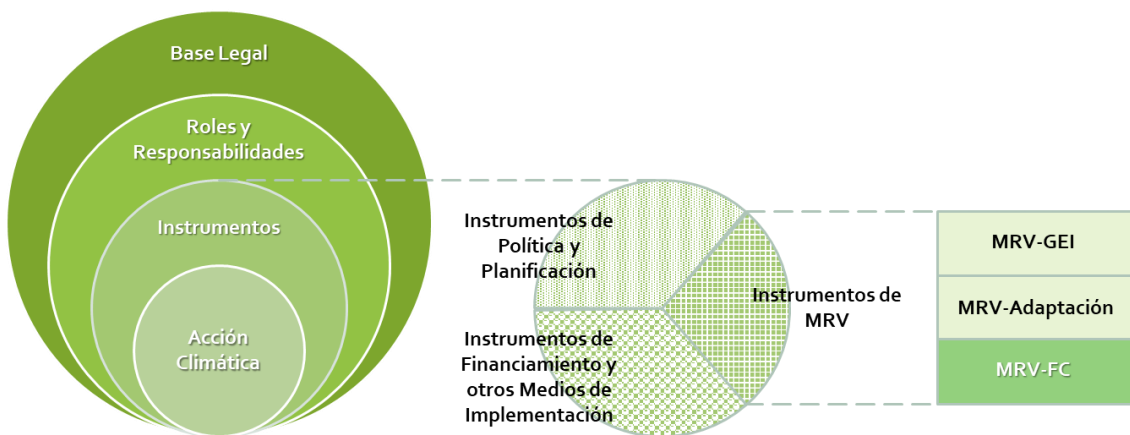 Base Legal
Roles y
Responsabilidades
Instrumentos
Acción
Climática
Instrumentos de
Política y
Planificación
Instrumentos de
Financiamiento y
otros Medios de
Implementación
Instrumentos de
MRV
MRV-GEI
MRV-Adaptación
MRV-FC